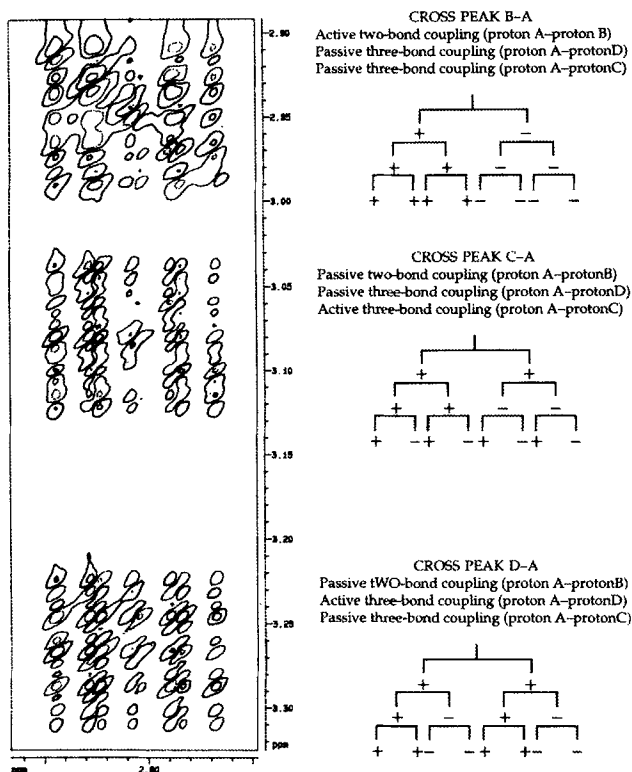 CROSS PEAK B–A
Active two-bond coupling (proton A–proton B)
Passive three-bond coupling (proton A–protonD)
Passive three-bond coupling (proton A–protonC)
+ −
+ + − −
+ ++ +− −− −
CROSS PEAK C–A
Passive two-bond coupling (proton A–protonB)
Passive three-bond coupling (proton A–protonD)
Active three-bond coupling (proton A–protonC)
+ +
+ + − −
+ −+ −+ −+ −
CROSS PEAK D–A
Passive tWO-bond coupling (proton A–protonB)
Active three-bond coupling (proton A–protonD)
Passive three-bond coupling (proton A–protonC)
+ +
+ − + −
+ +− −+ +− −
2.90
2.95
3.00
3.05
3.10
3.15
3.20
3.25
3.30
ppm
ppm